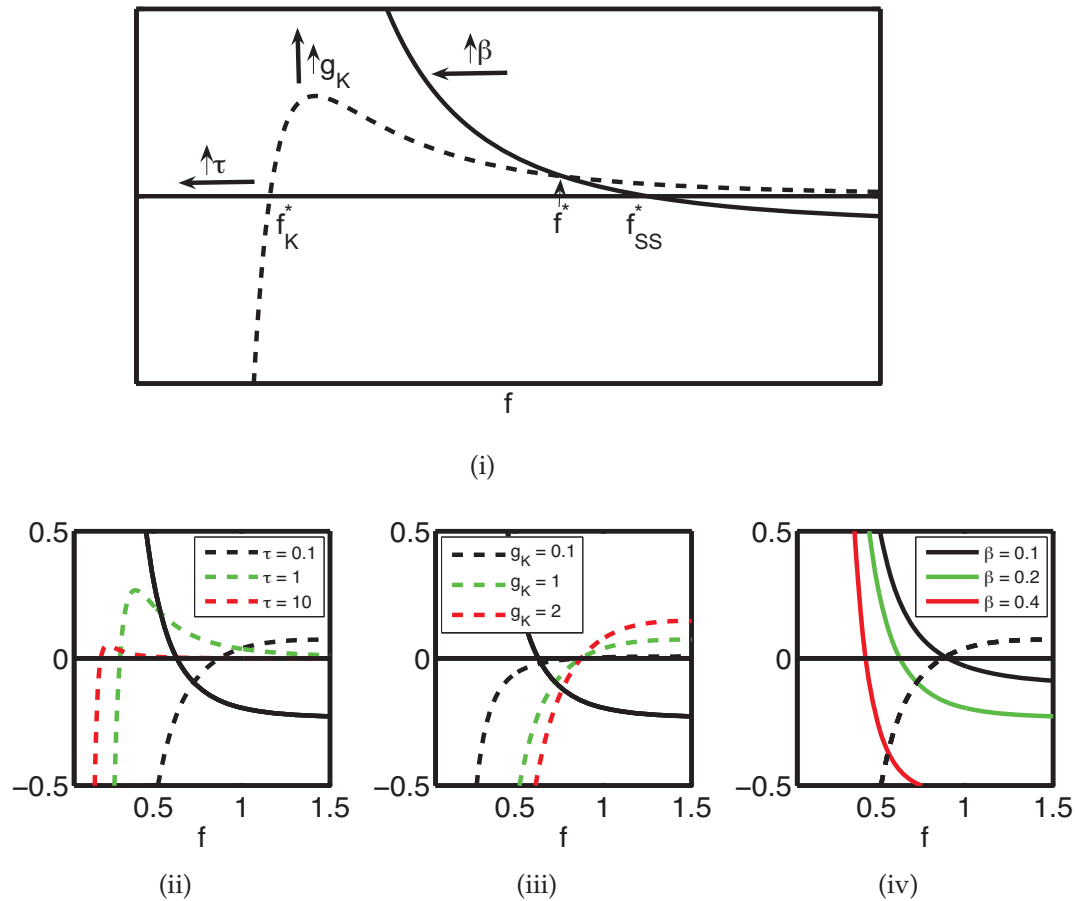 ↑β
↑g_K
↑τ
f*_K
f*
f*_SS
f
(i)
0.5
0
−0.5
0.5
1
1.5
f
τ = 0.1
τ = 1
τ = 10
(ii)
0.5
0
−0.5
0.5
1
1.5
f
g_K = 0.1
g_K = 1
g_K = 2
(iii)
0.5
0
−0.5
0.5
1
1.5
f
β = 0.1
β = 0.2
β = 0.4
(iv)